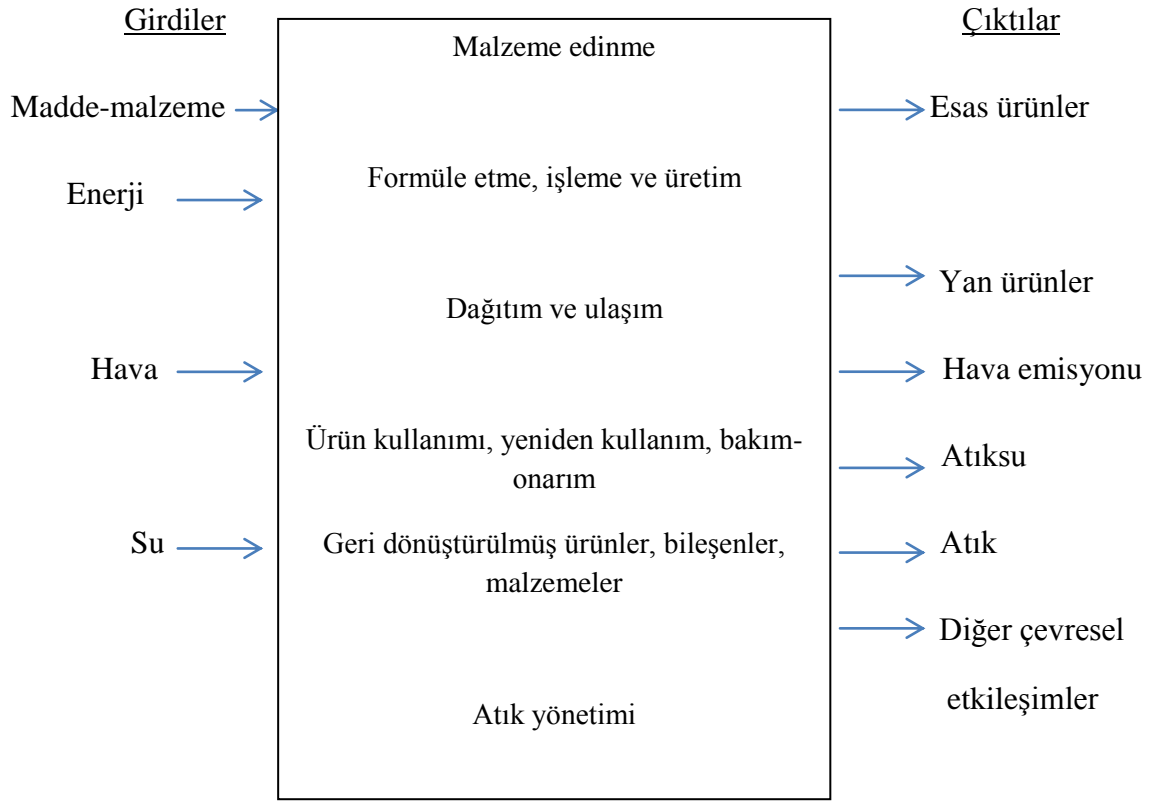 Girdiler
Madde-malzeme
Enerji
Hava
Su
Malzeme edinme
Formüle etme, işleme ve üretim
Dağıtım ve ulaşım
Ürün kullanımı, yeniden kullanım, bakım-
onarım
Geri dönüştürülmüş ürünler, bileşenler,
malzemeler
Atık yönetimi
Çıktılar
Esas ürünler
Yan ürünler
Hava emisyonu
Atıksu
Atık
Diğer çevresel
etkileşimler